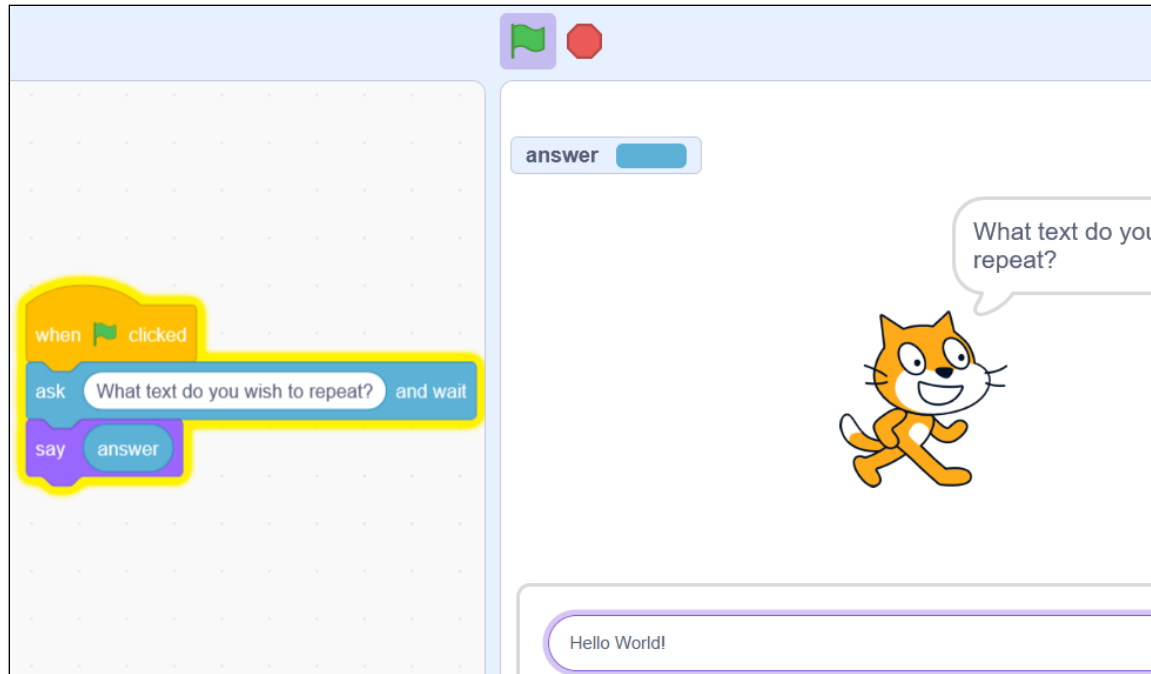 answer
What text do you
repeat?
when clicked
ask What text do you wish to repeat? and wait
say answer
Hello World!